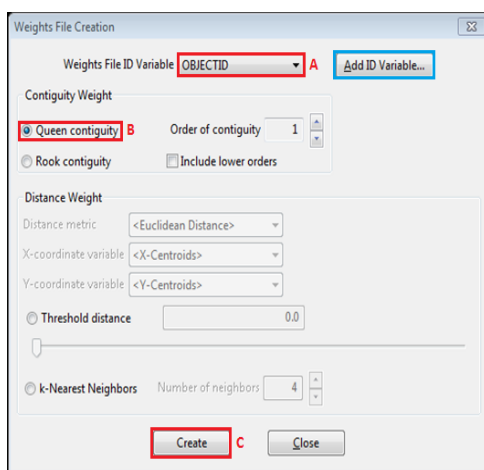 Weights File Creation
Weights File ID Variable OBJECTID A Add ID Variable...
Contiguity Weight
Queen contiguity B Order of contiguity 1
Rook contiguity Include lower orders
Distance Weight
Distance metric <Euclidean Distance>
X-coordinate variable <X-Centroids>
Y-coordinate variable <Y-Centroids>
Threshold distance 0.0
k-Nearest Neighbors Number of neighbors 4
Create C Close